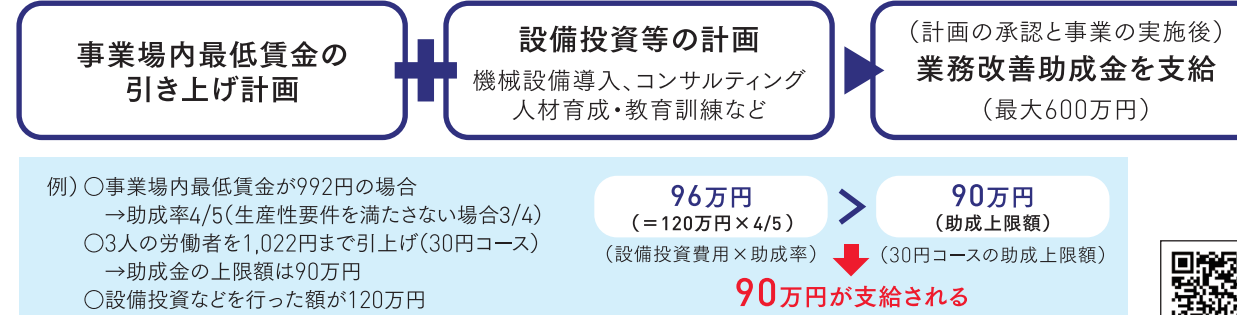 事業場内最低賃金の
引き上げ計画
設備投資等の計画
機械設備導入、コンサルティング
人材育成・教育訓練など
（計画の承認と事業の実施後）
業務改善助成金を支給
（最大600万円）
例）○事業場内最低賃金が992円の場合
→助成率4/5（生産性要件を満たさない場合3/4）
○3人の労働者を1,022円まで引上げ（30円コース）
→助成金の上限額は90万円
○設備投資などを行った額が120万円
96万円
（＝120万円×4/5）
（設備投資費用×助成率）
>
90万円
（助成上限額）
（30円コースの助成上限額）
90万円が支給される